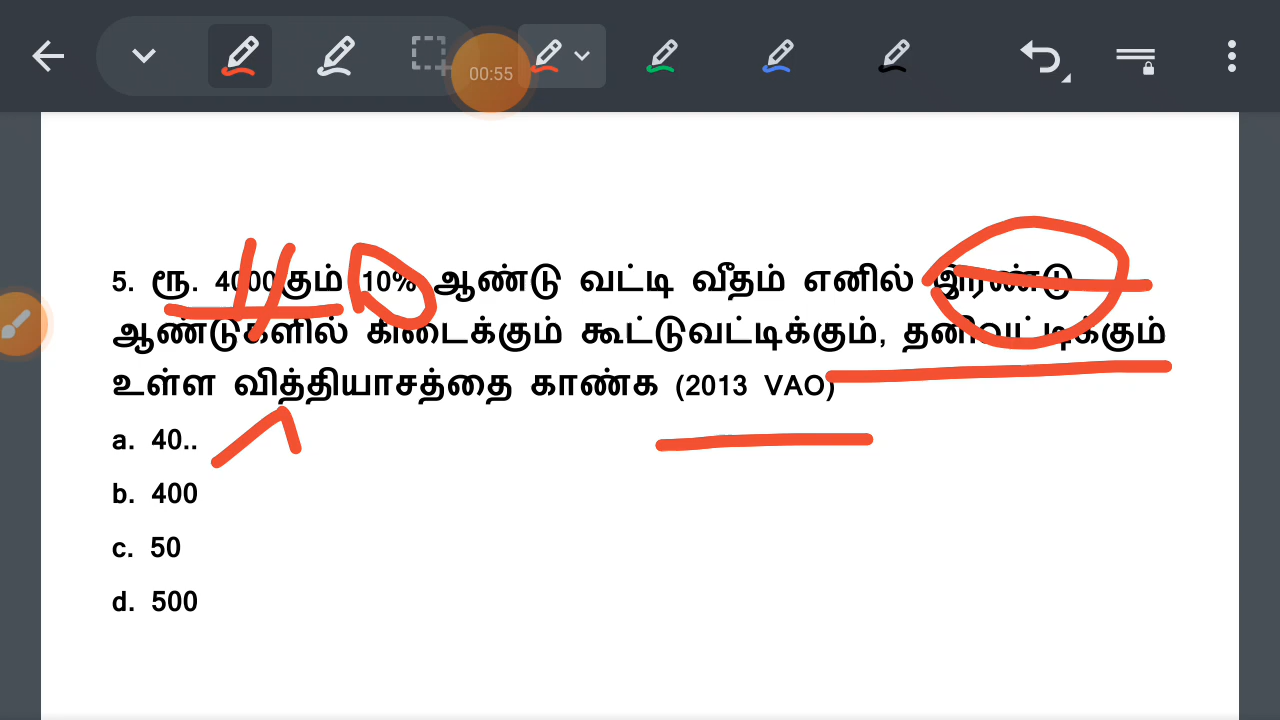 00:55
5. ரூ. 4000கும் 10% ஆண்டு வட்டி வீதம் எனில் இரண்டு
ஆண்டுகளில் கிடைக்கும் கூட்டுவட்டிக்கும், தனிவட்டிக்கும்
உள்ள வித்தியாசத்தை காண்க (2013 VAO)
a. 40..
b. 400
c. 50
d. 500